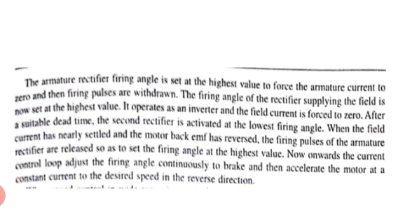 The armature rectifier firing angle is set at the highest value to force the armature current to
zero and then firing pulses are withdrawn. The firing angle of the rectifier supplying the field is
now set at the highest value. It operates as an inverter and the field current is forced to zero. After
a suitable dead time, the second rectifier is activated at the lowest firing angle. When the field
current has nearly settled and the motor back emf has reversed, the firing pulses of the armature
rectifier are released so as to set the firing angle at the highest value. Now onwards the current
control loop adjust the firing angle continuously to brake and then accelerate the motor at a
constant current to the desired speed in the reverse direction.